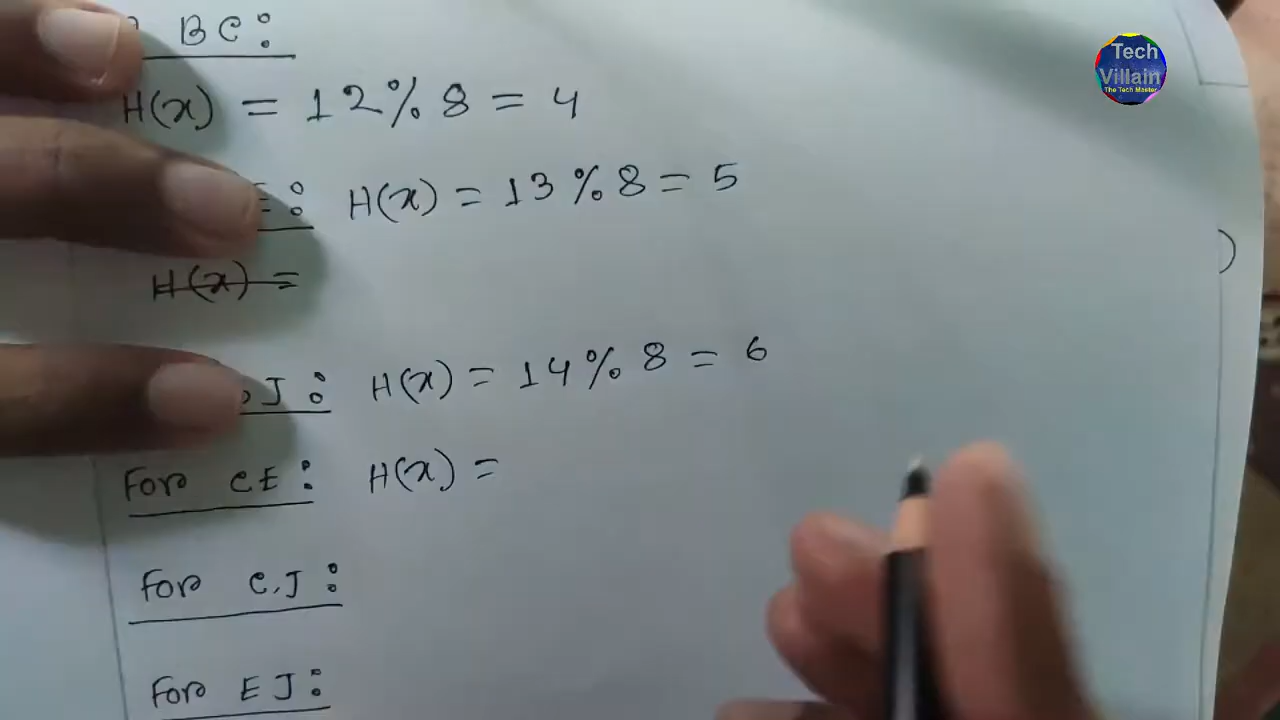 BC:
H(x) = 12 % 8 = 4
: H(x) = 13 % 8 = 5
H(x) =
J: H(x) = 14 % 8 = 6
For CE: H(x) =
For C,J:
For EJ:
Tech
Villain
The Tech Master
)